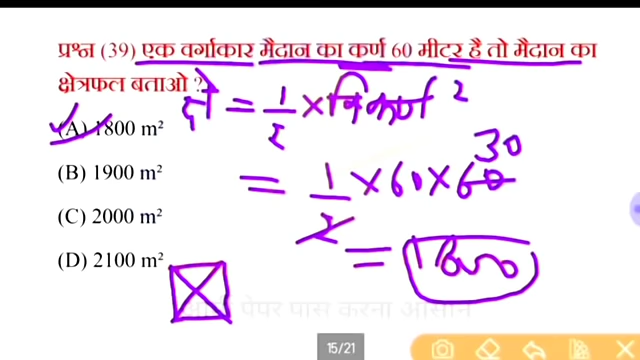 प्रश्न (39) एक वर्गाकार मैदान का कर्ण 60 मीटर है तो मैदान का
क्षेत्रफल बताओ ?
क्षे = 1/2 × विकर्ण 2
(A) 1800 m²
30
(B) 1900 m²
= 1/2 × 60 × 60
(C) 2000 m²
= 1800
(D) 2100 m²
पेपर पास करना आसान
15/21